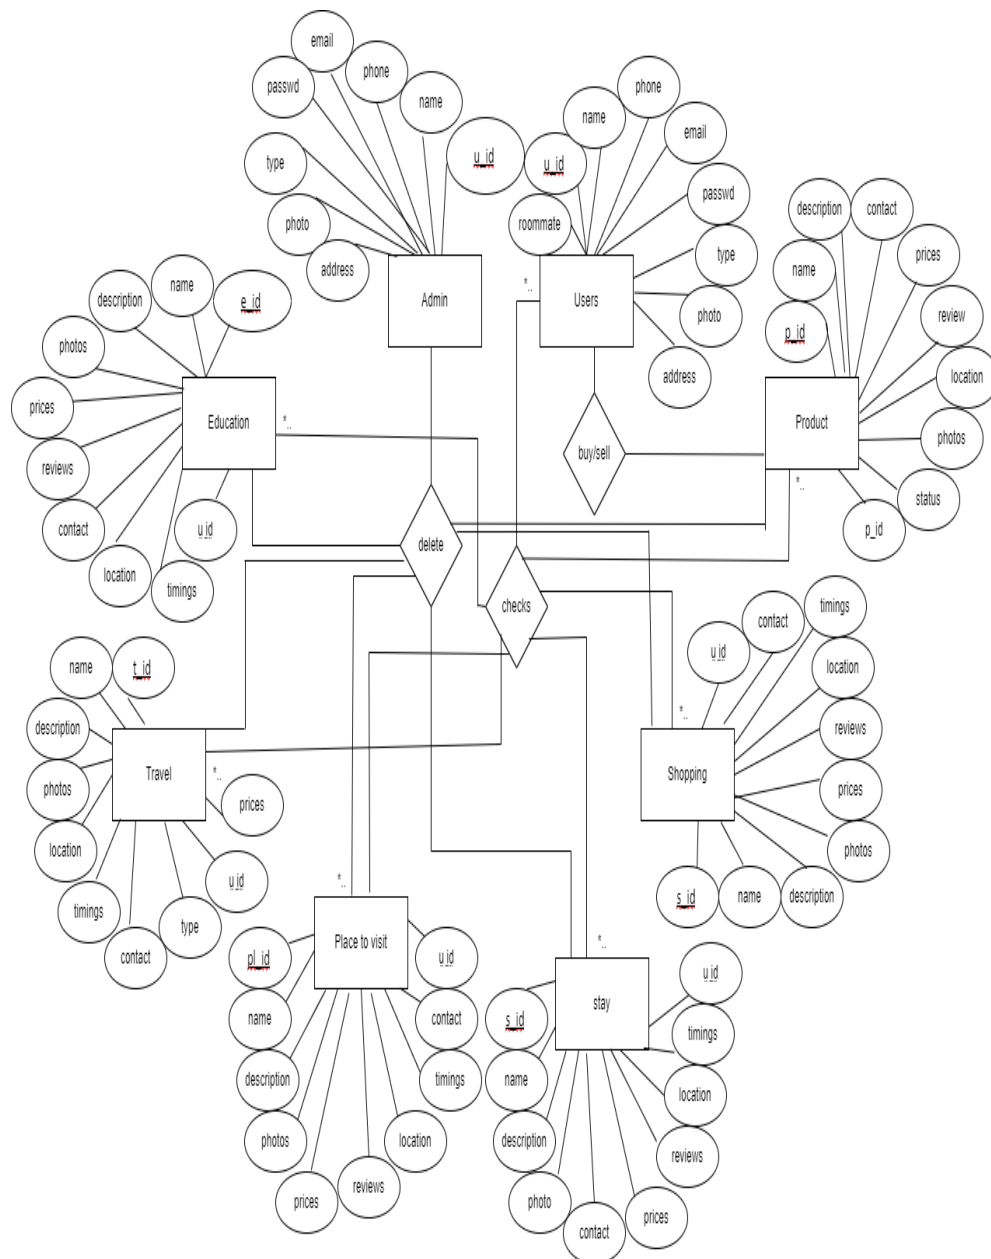 email
phone
passwd
name
u_id
type
photo
address
Admin
phone
name
email
u_id
passwd
roommate
type
photo
address
Users
*..
buy/sell
description
contact
name
prices
p_id
review
location
photos
status
p_id
Product
*..
name
e_id
description
photos
prices
reviews
contact
location
timings
u_id
Education
*..
delete
checks
name
t_id
description
photos
location
timings
contact
type
u_id
prices
Travel
*..
timings
contact
u_id
location
reviews
prices
photos
description
name
s_id
Shopping
*..
*..
Place to visit
pl_id
name
description
photos
prices
reviews
location
timings
contact
u_id
*..
stay
s_id
name
description
photo
contact
prices
reviews
location
timings
u_id